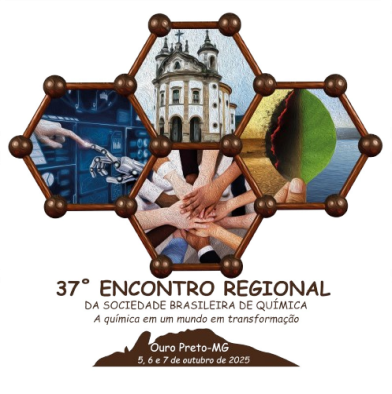 37° ENCONTRO REGIONAL
DA SOCIEDADE BRASILEIRA DE QUÍMICA
A química em um mundo em transformação
Ouro Preto-MG
5, 6 e 7 de outubro de 2025